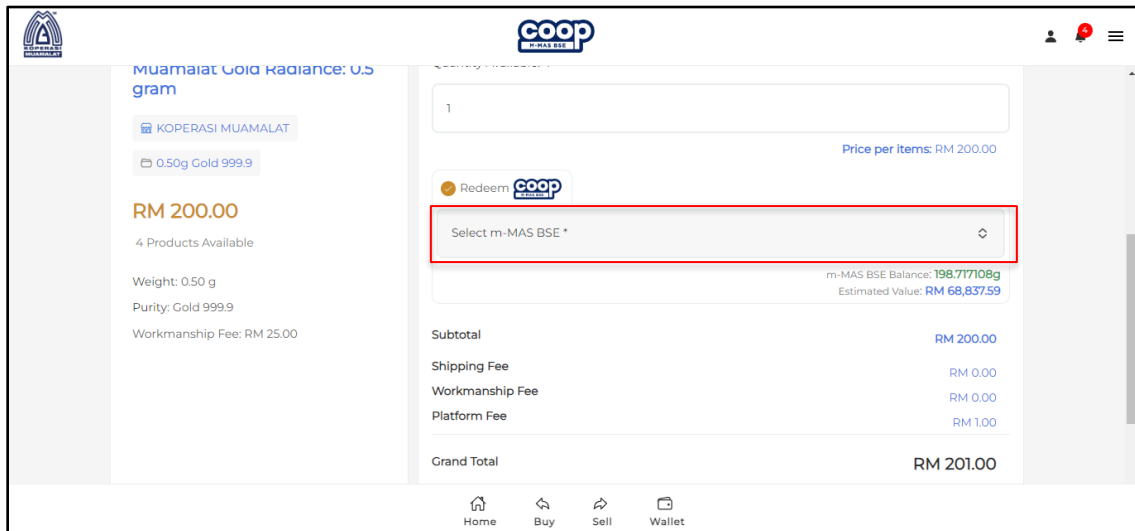 KOPERASI
MUAMALAT
coop
M-MAS BSE
4
Muamalat Gold Radiance: 0.5
gram
KOPERASI MUAMALAT
0.50g Gold 999.9
RM 200.00
4 Products Available
Weight: 0.50 g
Purity: Gold 999.9
Workmanship Fee: RM 25.00
1
Price per items: RM 200.00
Redeem coop
M-MAS BSE
Select m-MAS BSE *
m-MAS BSE Balance: 198.717108g
Estimated Value: RM 68,837.59
Subtotal RM 200.00
Shipping Fee RM 0.00
Workmanship Fee RM 0.00
Platform Fee RM 1.00
Grand Total RM 201.00
Home Buy Sell Wallet